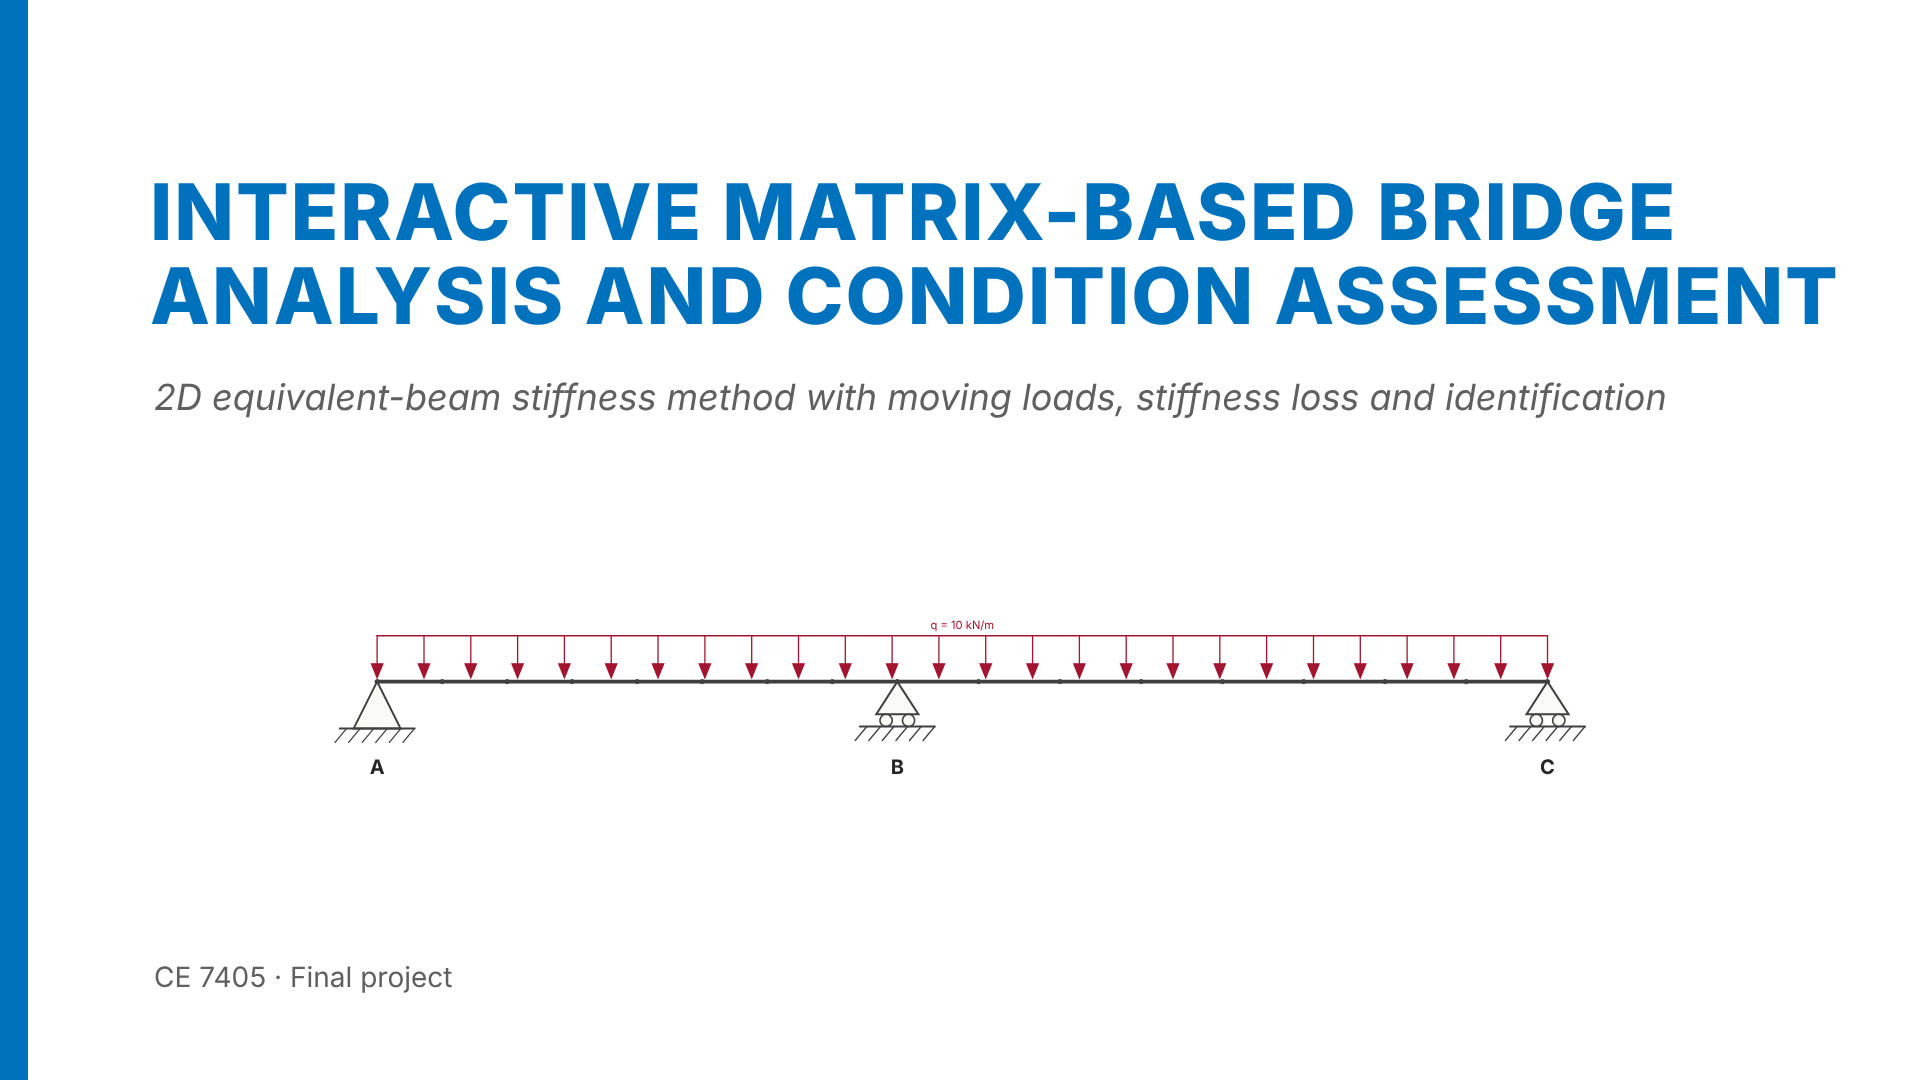 INTERACTIVE MATRIX-BASED BRIDGE
ANALYSIS AND CONDITION ASSESSMENT
2D equivalent-beam stiffness method with moving loads, stiffness loss and identification
q = 10 kN/m
A
B
C
CE 7405 · Final project